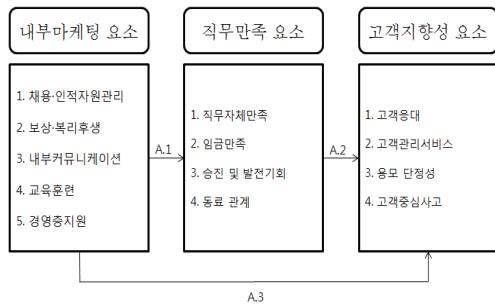 내부마케팅 요소
직무만족 요소
고객지향성 요소
1. 채용·인적자원관리
2. 보상·복리후생
3. 내부커뮤니케이션
4. 교육훈련
5. 경영층지원
A.1
1. 직무자체만족
2. 임금만족
3. 승진 및 발전기회
4. 동료 관계
A.2
1. 고객응대
2. 고객관리서비스
3. 용모 단정성
4. 고객중심사고
A.3